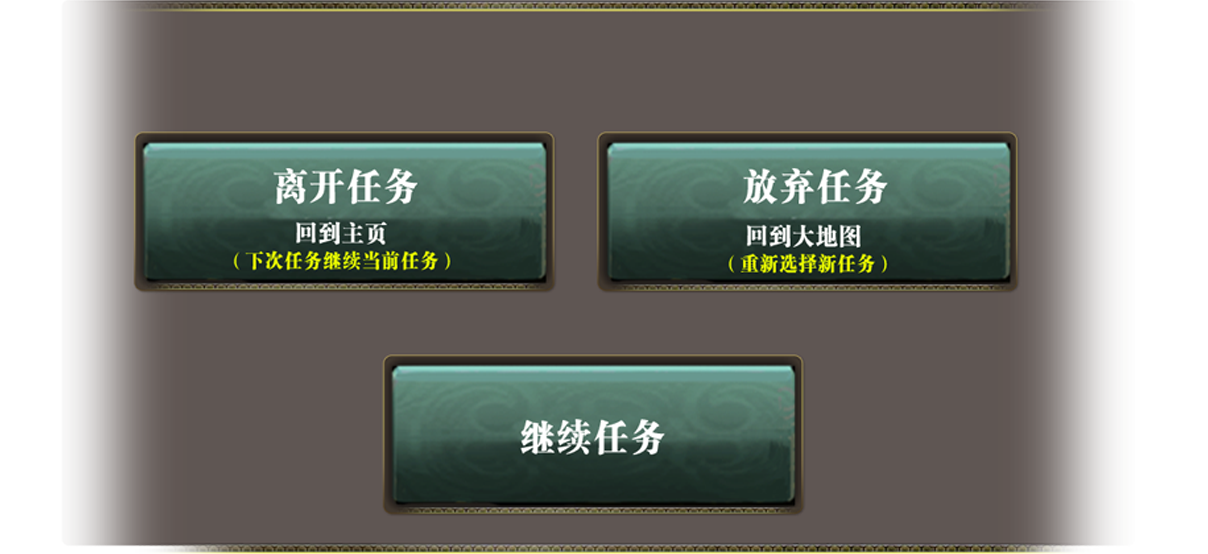 离开任务
回到主页
（下次任务继续当前任务）
放弃任务
回到大地图
（重新选择新任务）
继续任务